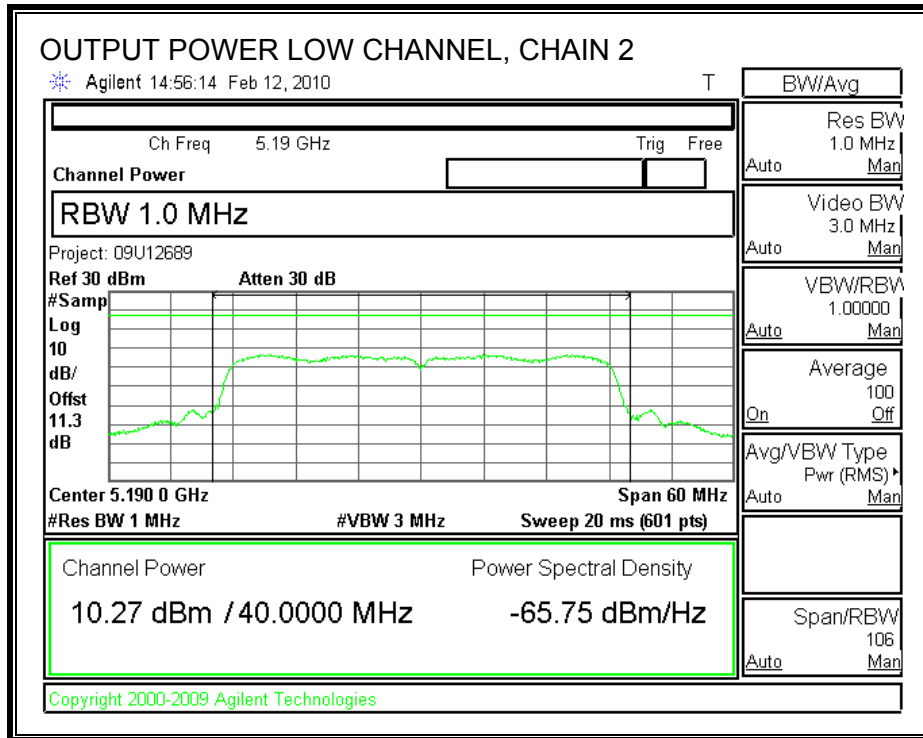 OUTPUT POWER LOW CHANNEL, CHAIN 2
Agilent 14:56:14 Feb 12, 2010 T
BW/Avg
Ch Freq 5.19 GHz Trig Free
Channel Power
RBW 1.0 MHz
Project: 09U12689
Ref 30 dBm Atten 30 dB
#Samp
Log
10
dB/
Offst
11.3
dB
Center 5.190 0 GHz Span 60 MHz
#Res BW 1 MHz #VBW 3 MHz Sweep 20 ms (601 pts)
Channel Power Power Spectral Density
10.27 dBm / 40.0000 MHz -65.75 dBm/Hz
Copyright 2000-2009 Agilent Technologies
Res BW
1.0 MHz
Auto Man
Video BW
3.0 MHz
Auto Man
VBW/RBW
1.00000
Auto Man
Average
100
On Off
Avg/VBW Type
Pwr (RMS)
Auto Man
Span/RBW
106
Auto Man